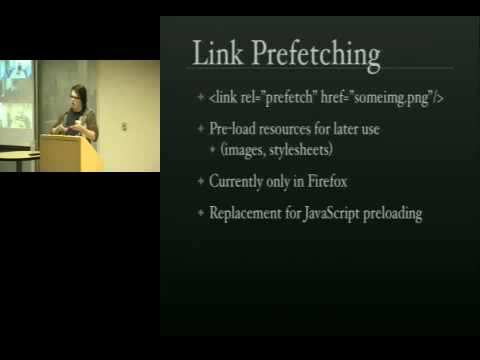 Link Prefetching
<link rel="prefetch" href="someimg.png"/>
Pre-load resources for later use
(images, stylesheets)
Currently only in Firefox
Replacement for JavaScript preloading